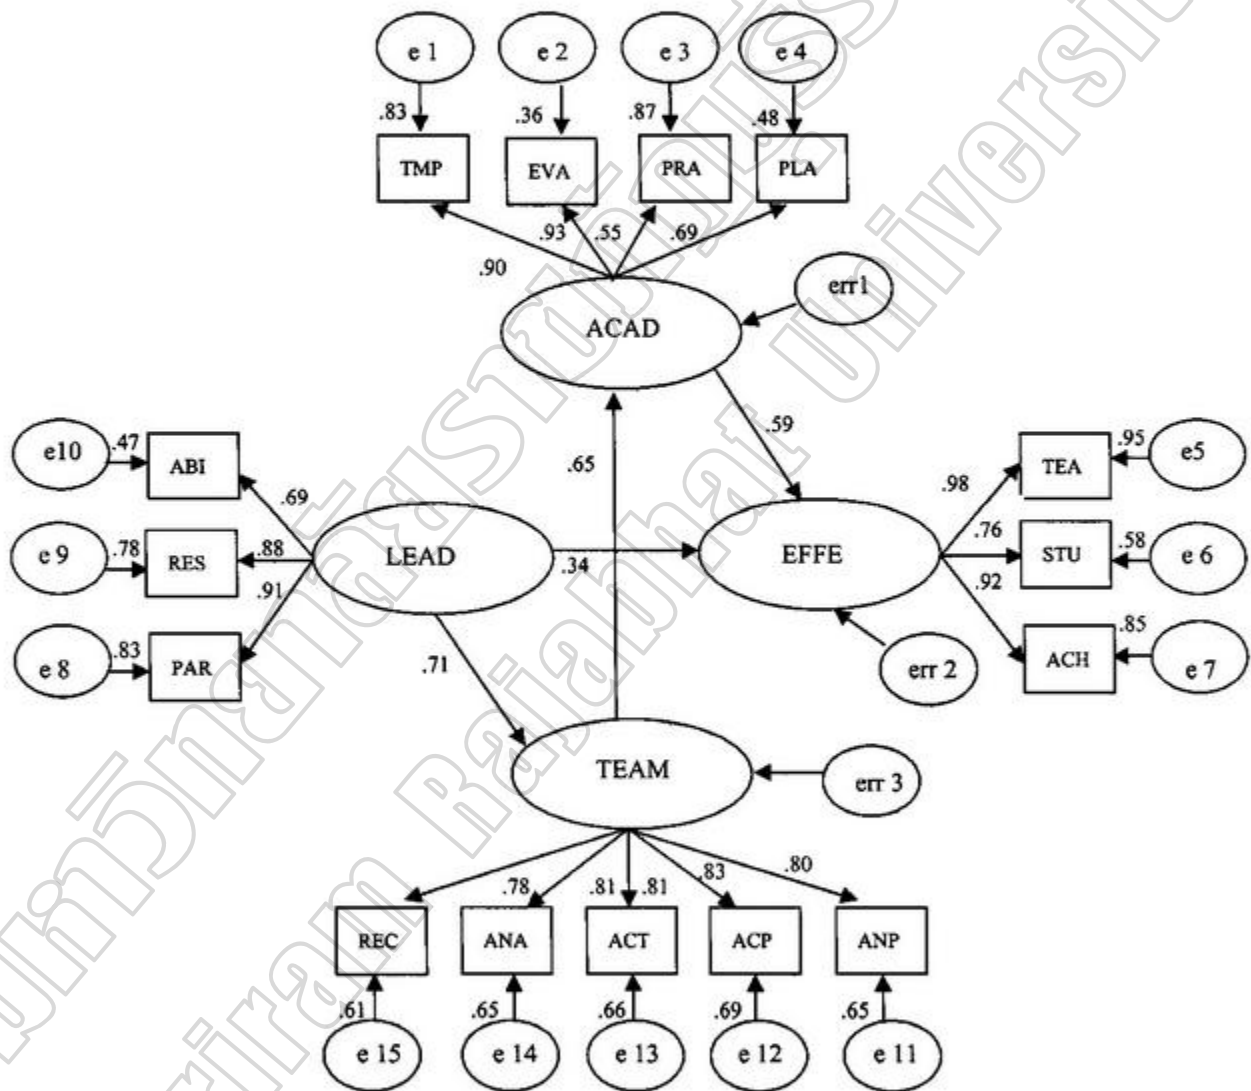 e 1 e 2 e 3 e 4
.83 .36 .87 .48
TMP EVA PRA PLA
.93 .55 .69
.90
err1
ACAD
.59
e10 .47 ABI
.69
.65
TEA .95 e5
.98
e 9 .78 RES .88
LEAD
.34
EFFE
.76 STU .58 e 6
.91
.92
e 8 .83 PAR
.71
err 2
ACH .85 e 7
TEAM
err 3
.78 .81 .81 .83 .80
REC ANA ACT ACP ANP
.61 .65 .66 .69 .65
e 15 e 14 e 13 e 12 e 11
Rajabhat University